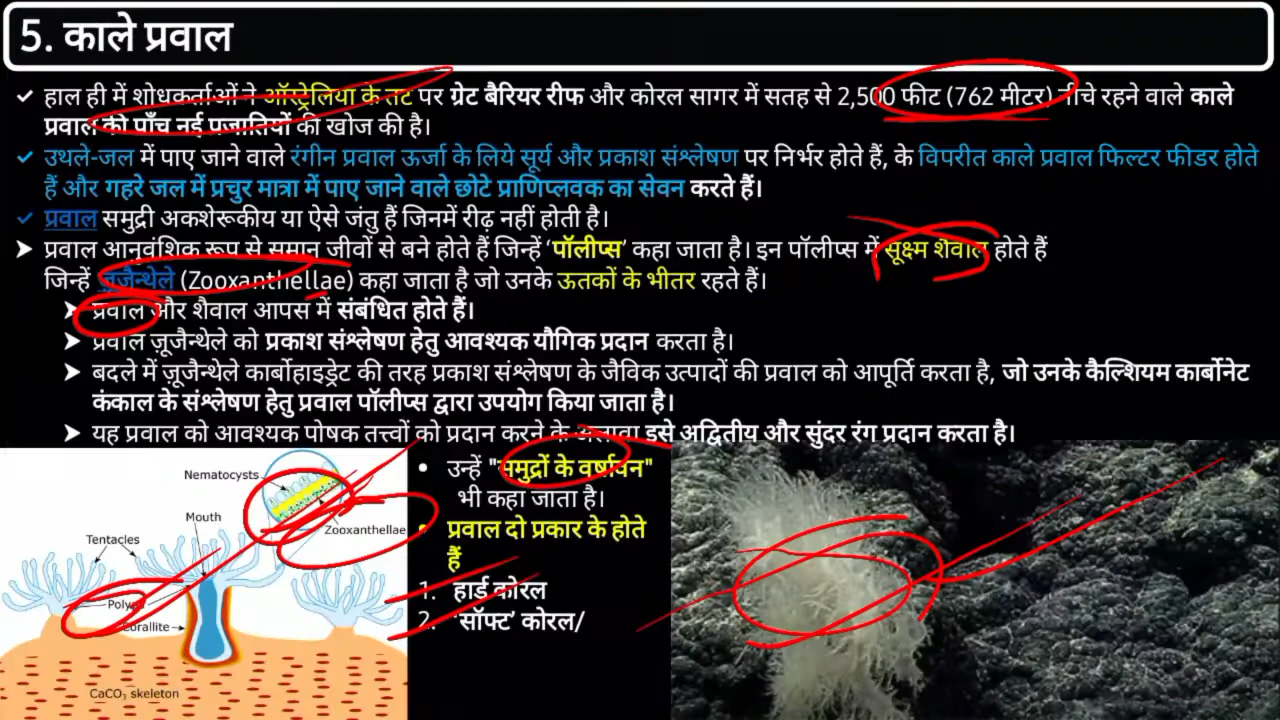 5. काले प्रवाल
हाल ही में शोधकर्ताओं ने ऑस्ट्रेलिया के तट पर ग्रेट बैरियर रीफ और कोरल सागर में सतह से 2,500 फीट (762 मीटर) नीचे रहने वाले काले
प्रवाल की पाँच नई प्रजातियों की खोज की है।
उथले-जल में पाए जाने वाले रंगीन प्रवाल ऊर्जा के लिये सूर्य और प्रकाश संश्लेषण पर निर्भर होते हैं, के विपरीत काले प्रवाल फिल्टर फीडर होते
हैं और गहरे जल में प्रचुर मात्रा में पाए जाने वाले छोटे प्राणिप्लवक का सेवन करते हैं।
प्रवाल समुद्री अकशेरूकीय या ऐसे जंतु हैं जिनमें रीढ़ नहीं होती है।
प्रवाल आनुवंशिक रूप से समान जीवों से बने होते हैं जिन्हें ‘पॉलीप्स’ कहा जाता है। इन पॉलीप्स में सूक्ष्म शैवाल होते हैं
जिन्हें ज़ूजैन्थेले (Zooxanthellae) कहा जाता है जो उनके ऊतकों के भीतर रहते हैं।
प्रवाल और शैवाल आपस में संबंधित होते हैं।
प्रवाल ज़ूजैन्थेले को प्रकाश संश्लेषण हेतु आवश्यक यौगिक प्रदान करता है।
बदले में ज़ूजैन्थेले कार्बोहाइड्रेट की तरह प्रकाश संश्लेषण के जैविक उत्पादों की प्रवाल को आपूर्ति करता है, जो उनके कैल्शियम कार्बोनेट
कंकाल के संश्लेषण हेतु प्रवाल पॉलीप्स द्वारा उपयोग किया जाता है।
यह प्रवाल को आवश्यक पोषक तत्त्वों को प्रदान करने के अलावा इसे अद्वितीय और सुंदर रंग प्रदान करता है।
उन्हें "समुद्रों के वर्षावन"
भी कहा जाता है।
प्रवाल दो प्रकार के होते
हैं
1. हार्ड कोरल
2. ‘सॉफ्ट’ कोरल/
Nematocysts
Mouth
Zooxanthellae
Tentacles
Polyp
Corallite
CaCO₃ skeleton